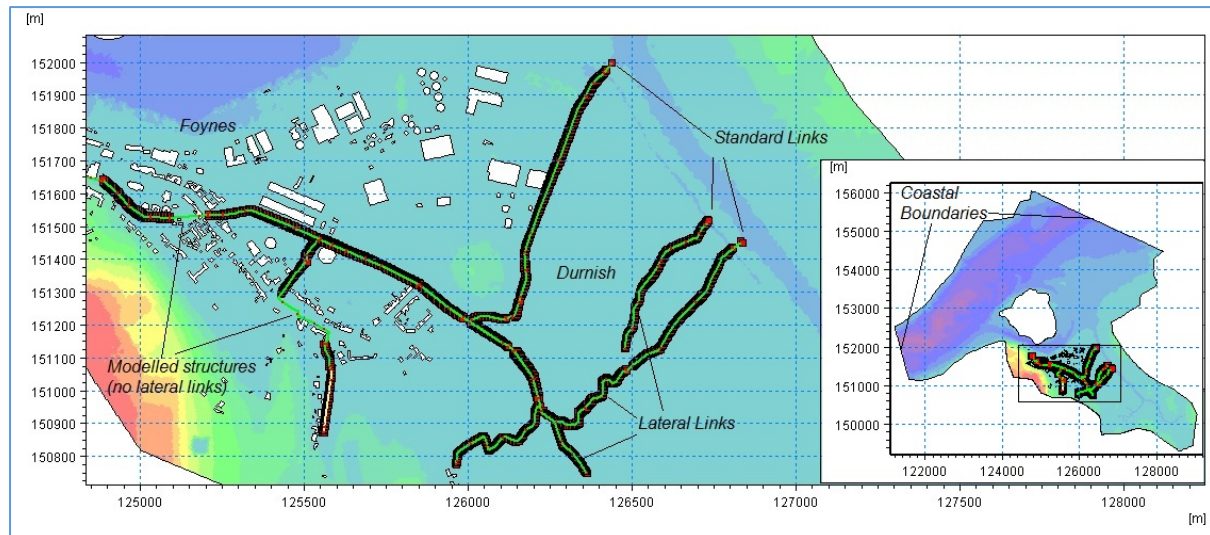 [m]
152000
151900
151800
151700
151600
151500
151400
151300
151200
151100
151000
150900
150800
Foynes
Standard Links
Durnish
Modelled structures
(no lateral links)
Lateral Links
125000
125500
126000
126500
127000
127500
128000
[m]
[m]
156000
155000
154000
153000
152000
151000
150000
Coastal
Boundaries
122000
124000
126000
128000